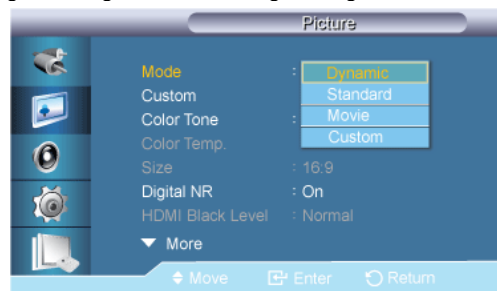 Picture
Mode : Dynamic
Custom Standard
Color Tone : Movie
Color Temp. Custom
Size : 16:9
Digital NR : On
HDMI Black Level : Normal
▼ More
Move Enter Return